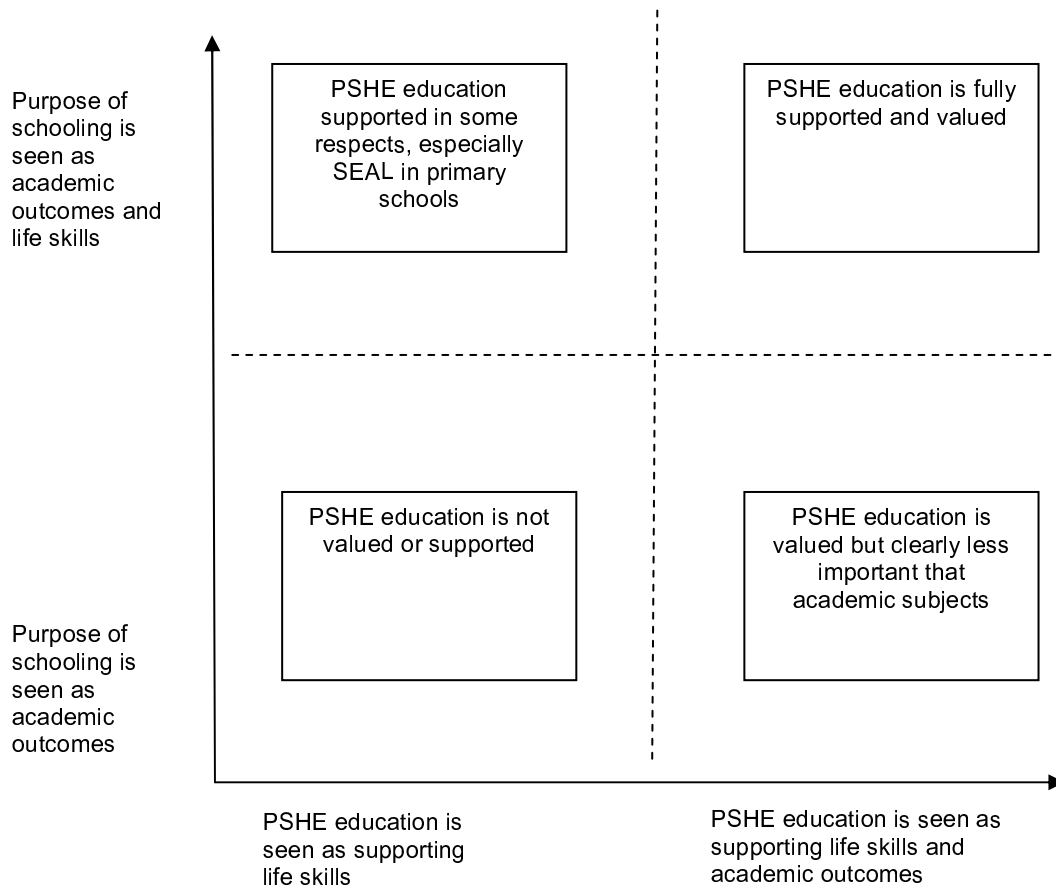 Purpose of
schooling is
seen as
academic
outcomes and
life skills
PSHE education
supported in some
respects, especially
SEAL in primary
schools
PSHE education is fully
supported and valued
PSHE education is not
valued or supported
PSHE education is
valued but clearly less
important that
academic subjects
Purpose of
schooling is
seen as
academic
outcomes
PSHE education is
seen as supporting
life skills
PSHE education is seen as
supporting life skills and
academic outcomes